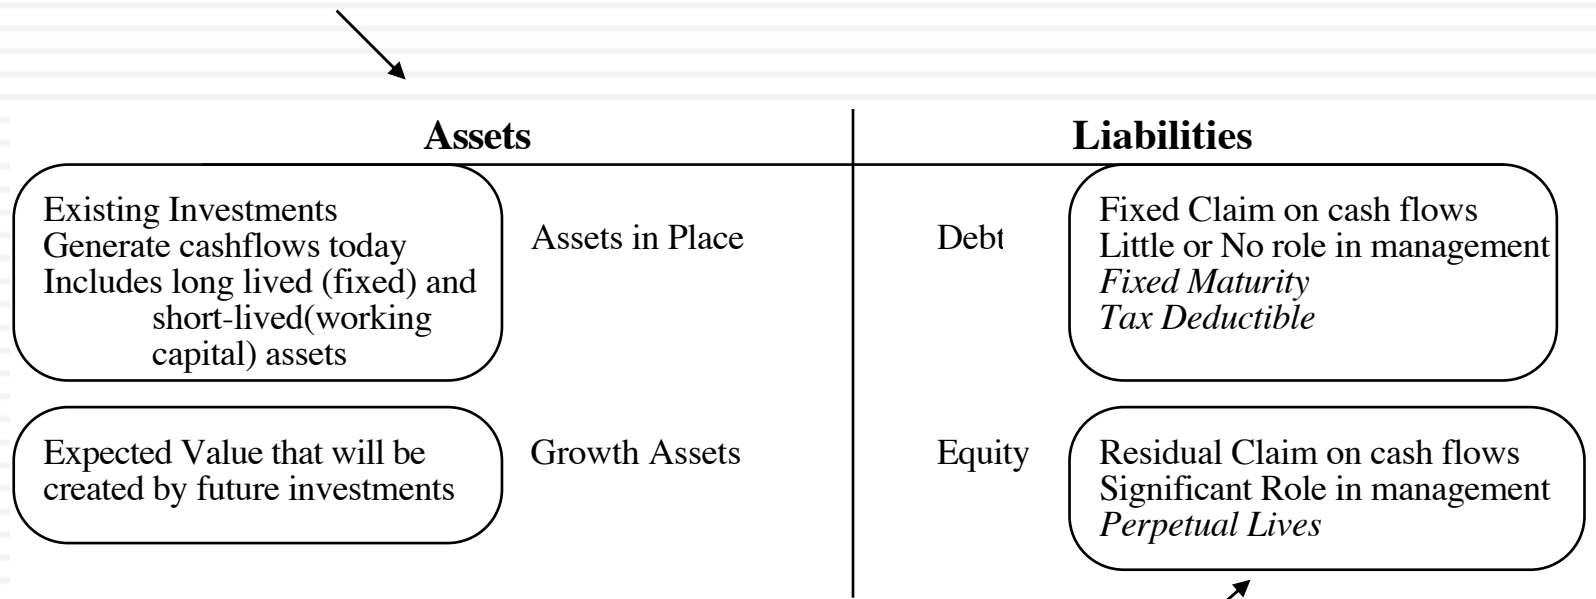 Assets
Liabilities
Existing Investments
Generate cashflows today
Includes long lived (fixed) and
short-lived(working
capital) assets
Assets in Place
Debt
Fixed Claim on cash flows
Little or No role in management
Fixed Maturity
Tax Deductible
Expected Value that will be
created by future investments
Growth Assets
Equity
Residual Claim on cash flows
Significant Role in management
Perpetual Lives